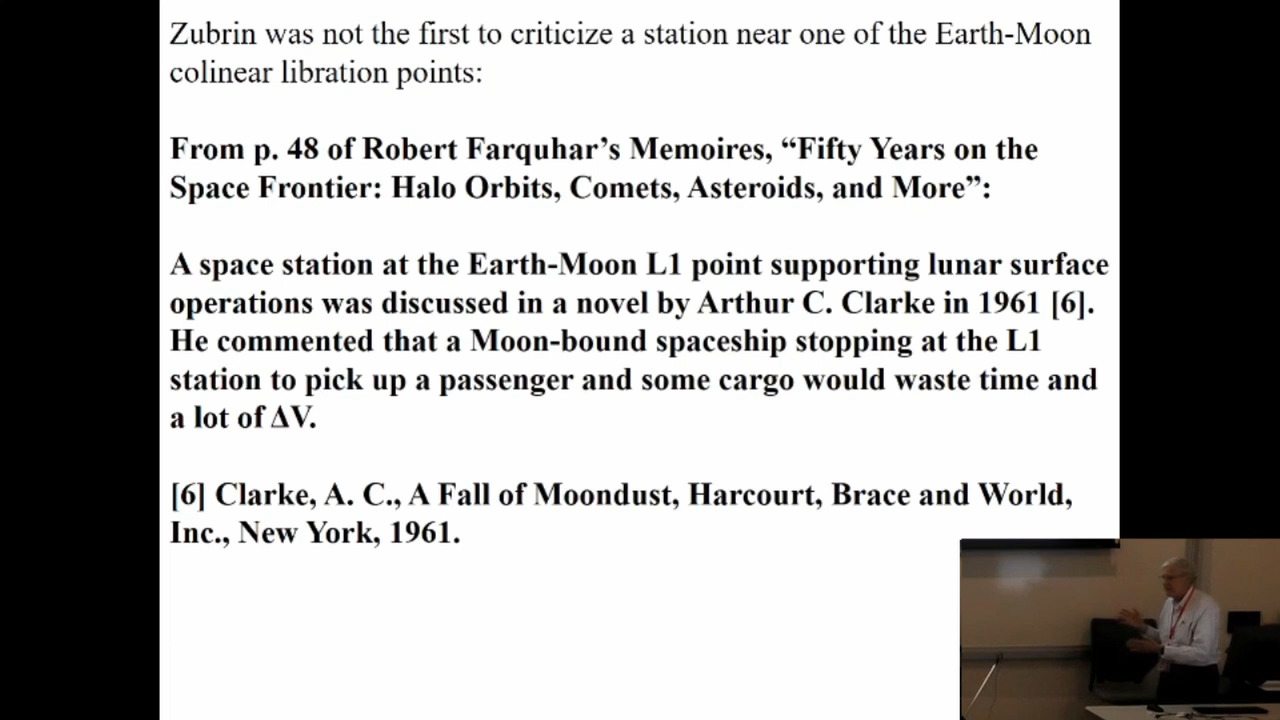 Zubrin was not the first to criticize a station near one of the Earth-Moon
colinear libration points:
From p. 48 of Robert Farquhar’s Memoires, “Fifty Years on the
Space Frontier: Halo Orbits, Comets, Asteroids, and More”:
A space station at the Earth-Moon L1 point supporting lunar surface
operations was discussed in a novel by Arthur C. Clarke in 1961 [6].
He commented that a Moon-bound spaceship stopping at the L1
station to pick up a passenger and some cargo would waste time and
a lot of ΔV.
[6] Clarke, A. C., A Fall of Moondust, Harcourt, Brace and World,
Inc., New York, 1961.